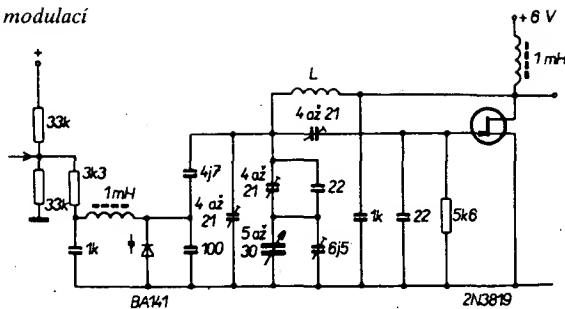 modulací
+
+6 V
1 mH
L
4 až 21
33k
3k3
33k
1mH
1k
4j7
4 až
21
100
4 až
21
22
5 až
30
6j5
1k
22
5k6
BA141
2N3819